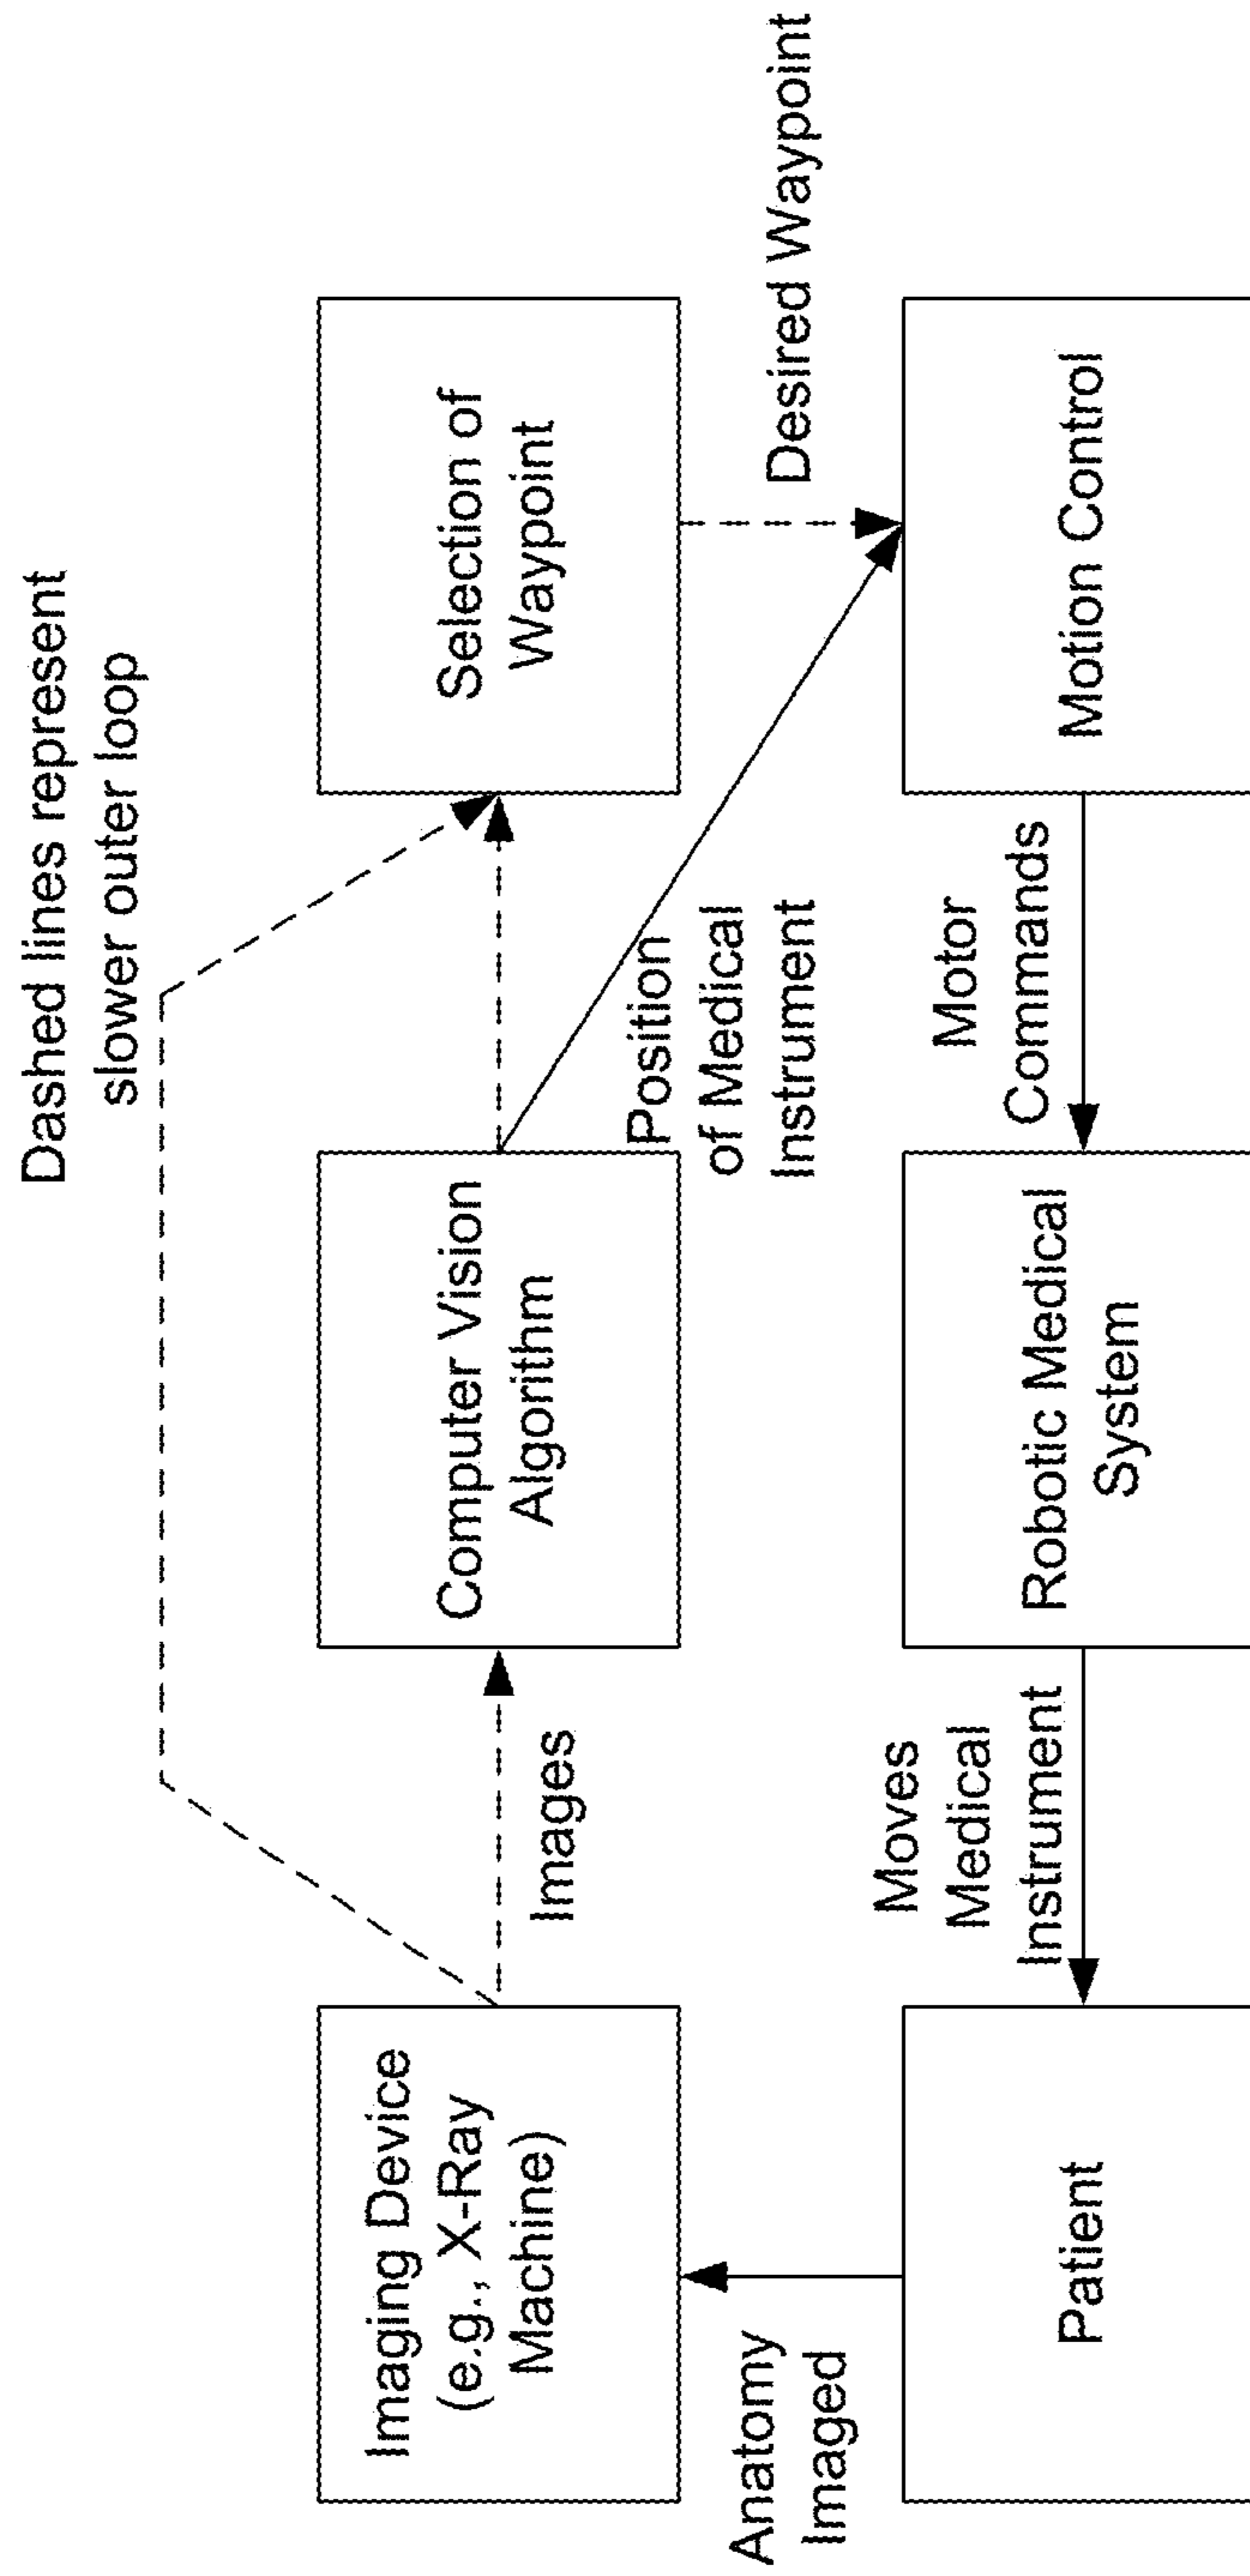 Dashed lines represent
slower outer loop
Imaging Device
(e.g., X-Ray
Machine)
Images
Computer Vision
Algorithm
Selection of
Waypoint
Anatomy
Imaged
Position
of Medical
Instrument
Desired Waypoint
Patient
Moves
Medical
Instrument
Robotic Medical
System
Motor
Commands
Motion Control